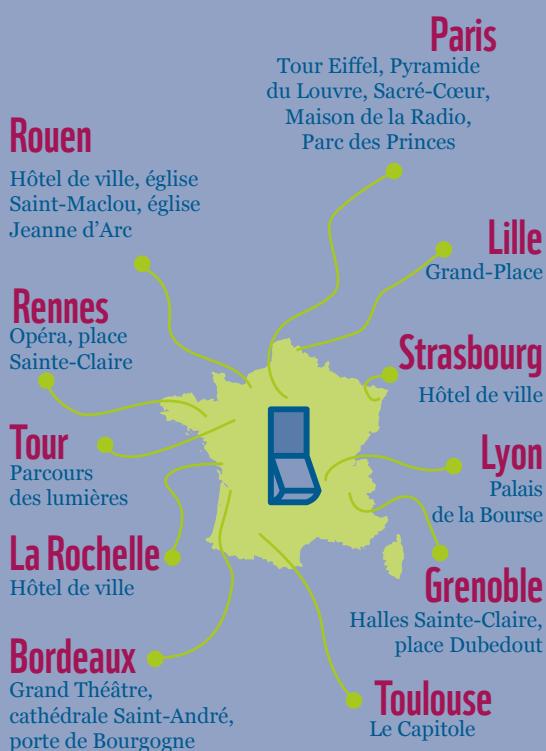 Paris
Tour Eiffel, Pyramide
du Louvre, Sacré-Cœur,
Maison de la Radio,
Parc des Princes
Rouen
Hôtel de ville, église
Saint-Maclou, église
Jeanne d’Arc
Lille
Grand-Place
Rennes
Opéra, place
Sainte-Claire
Strasbourg
Hôtel de ville
Tour
Parcours
des lumières
Lyon
Palais
de la Bourse
La Rochelle
Hôtel de ville
Grenoble
Halles Sainte-Claire,
place Dubedout
Bordeaux
Grand Théâtre,
cathédrale Saint-André,
porte de Bourgogne
Toulouse
Le Capitole